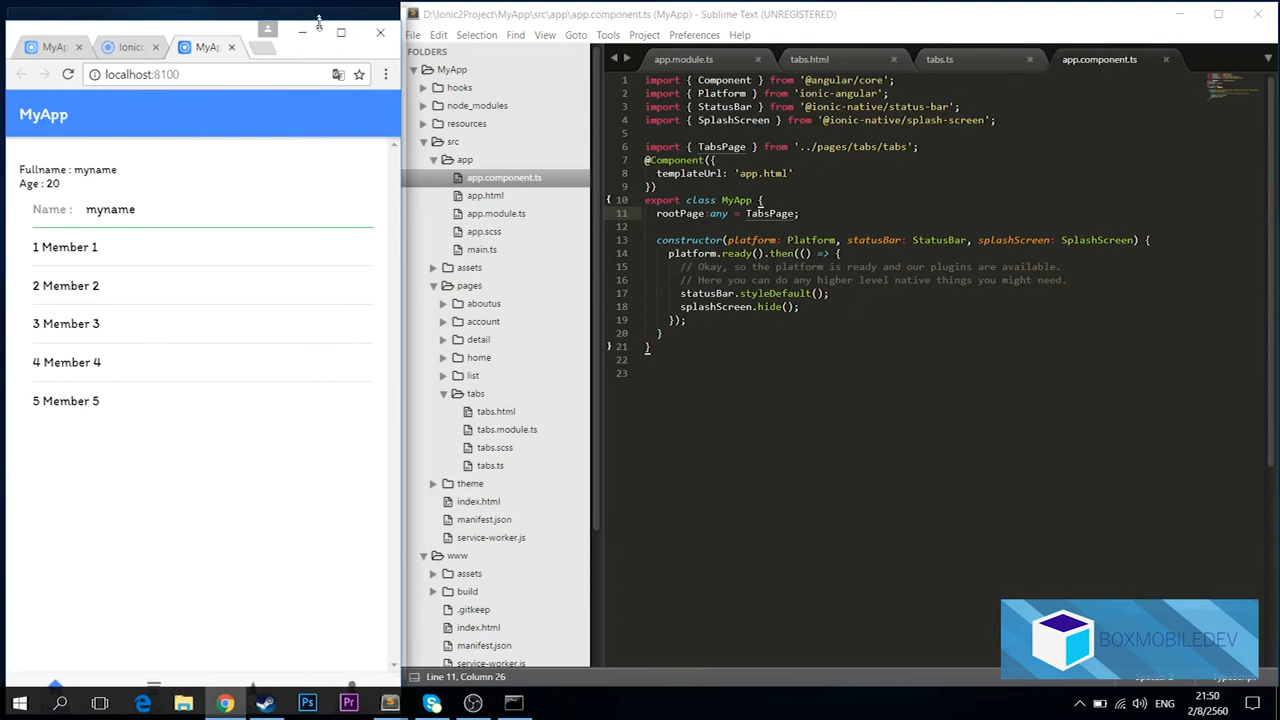 MyAp
Ionic
MyAp
localhost:8100
MyApp
Fullname : myname
Age : 20
Name : myname
1 Member 1
2 Member 2
3 Member 3
4 Member 4
5 Member 5
D:\Ionic2Project\MyApp\src\app\app.component.ts (MyApp) - Sublime Text (UNREGISTERED)
File Edit Selection Find View Goto Tools Project Preferences Help
FOLDERS
MyApp
hooks
node_modules
resources
src
app
app.component.ts
app.html
app.module.ts
app.scss
main.ts
assets
pages
aboutus
account
detail
home
list
tabs
tabs.html
tabs.module.ts
tabs.scss
tabs.ts
theme
index.html
manifest.json
service-worker.js
www
assets
build
.gitkeep
index.html
manifest.json
service-worker.js
app.module.ts tabs.html tabs.ts app.component.ts
1 import { Component } from '@angular/core';
2 import { Platform } from 'ionic-angular';
3 import { StatusBar } from '@ionic-native/status-bar';
4 import { SplashScreen } from '@ionic-native/splash-screen';
5
6 import { TabsPage } from '../pages/tabs/tabs';
7 @Component({
8 templateUrl: 'app.html'
9 })
10 export class MyApp {
11 rootPage:any = TabsPage;
12
13 constructor(platform: Platform, statusBar: StatusBar, splashScreen: SplashScreen) {
14 platform.ready().then(() => {
15 // Okay, so the platform is ready and our plugins are available.
16 // Here you can do any higher level native things you might need.
17 statusBar.styleDefault();
18 splashScreen.hide();
19 });
20 }
21 }
22
23
BOXMOBILEDEV
Line 11, Column 26
Ps
Pr
ENG
21:50
2/8/2560